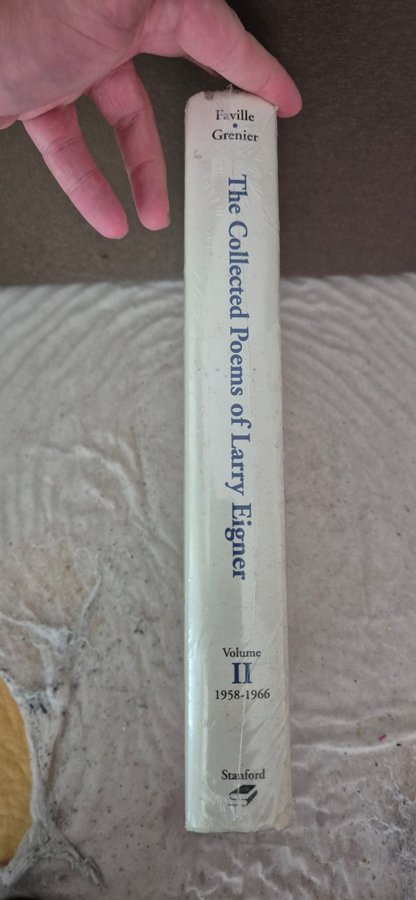 Faville
•
Grenier
The Collected Poems of Larry Eigner
Volume
II
1958-1966
Stanford